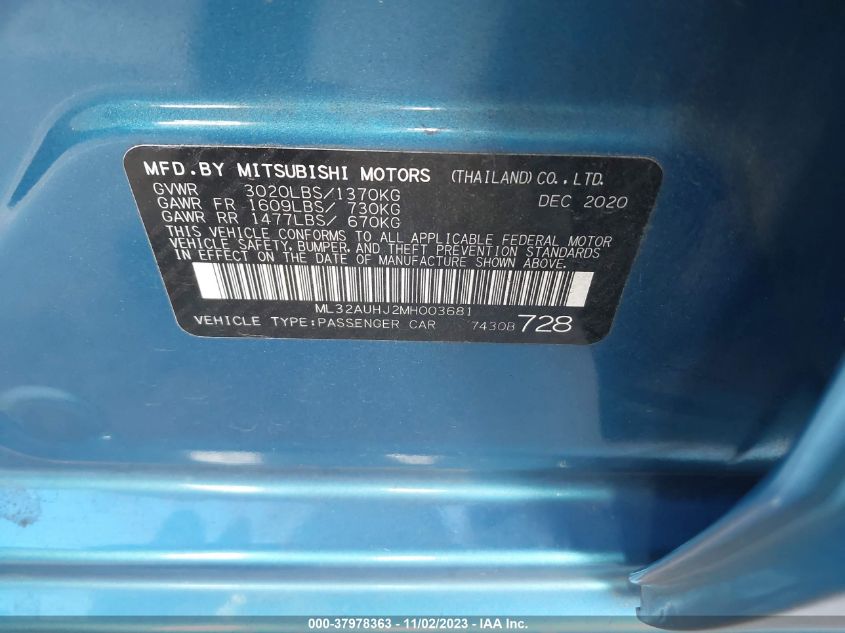 MFD.BY MITSUBISHI MOTORS (THAILAND) CO., LTD.
GVWR 3020LBS/1370KG DEC 2020
GAWR FR 1609LBS/ 730KG
GAWR RR 1477LBS/ 670KG
THIS VEHICLE CONFORMS TO ALL APPLICABLE FEDERAL MOTOR
VEHICLE SAFETY, BUMPER, AND THEFT PREVENTION STANDARDS
IN EFFECT ON THE DATE OF MANUFACTURE SHOWN ABOVE.
ML32AUHJ2MH003681
VEHICLE TYPE:PASSENGER CAR 7430B 728
000-37978363 - 11/02/2023 - IAA Inc.